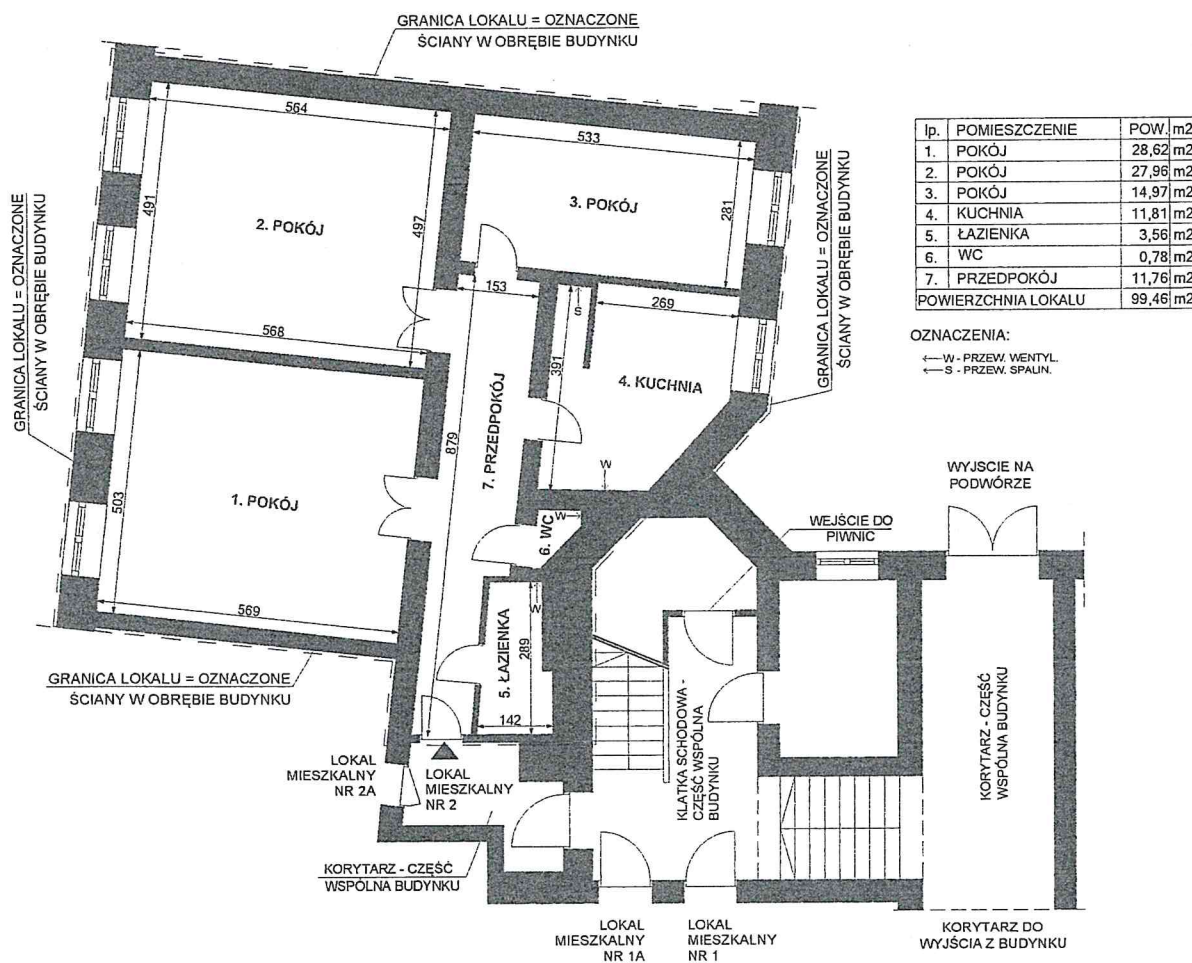 GRANICA LOKALU = OZNACZONE
ŚCIANY W OBRĘBIE BUDYNKU
GRANICA LOKALU = OZNACZONE
ŚCIANY W OBRĘBIE BUDYNKU
564
491
2. POKÓJ
497
568
533
3. POKÓJ
281
GRANICA LOKALU = OZNACZONE
ŚCIANY W OBRĘBIE BUDYNKU
lp. POMIESZCZENIE POW. m2
1. POKÓJ 28,62 m2
2. POKÓJ 27,96 m2
3. POKÓJ 14,97 m2
4. KUCHNIA 11,81 m2
5. ŁAZIENKA 3,56 m2
6. WC 0,78 m2
7. PRZEDPOKÓJ 11,76 m2
POWIERZCHNIA LOKALU 99,46 m2
OZNACZENIA:
W - PRZEW. WENTYL.
S - PRZEW. SPALIN.
153
S
269
391
4. KUCHNIA
W
879
7. PRZEDPOKÓJ
503
1. POKÓJ
569
W
6. WC
W
5. ŁAZIENKA
289
142
WEJŚCIE DO
PIWNIC
WYJSCIE NA
PODWÓRZE
GRANICA LOKALU = OZNACZONE
ŚCIANY W OBRĘBIE BUDYNKU
LOKAL
MIESZKALNY
NR 2A
LOKAL
MIESZKALNY
NR 2
KLATKA SCHODOWA -
CZĘŚĆ WSPÓLNA
BUDYNKU
KORYTARZ - CZĘŚĆ
WSPÓLNA BUDYNKU
KORYTARZ - CZĘŚĆ
WSPÓLNA BUDYNKU
LOKAL
MIESZKALNY
NR 1A
LOKAL
MIESZKALNY
NR 1
KORYTARZ DO
WYJŚCIA Z BUDYNKU